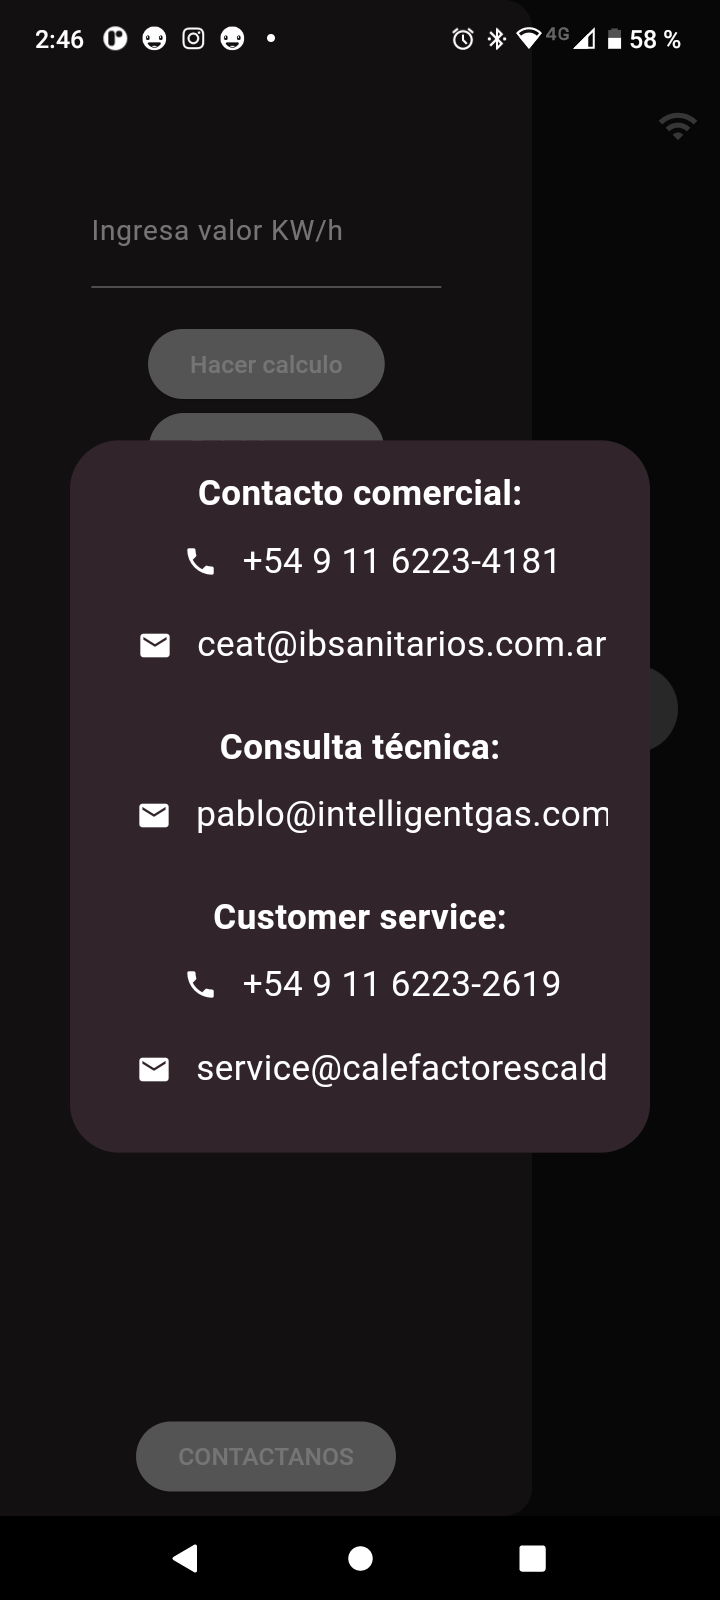 2:46
4G
58 %
Ingresa valor KW/h
Hacer calculo
Contacto comercial:
+54 9 11 6223-4181
ceat@ibsanitarios.com.ar
Consulta técnica:
pablo@intelligentgas.com
Customer service:
+54 9 11 6223-2619
service@calefactorescald
CONTACTANOS